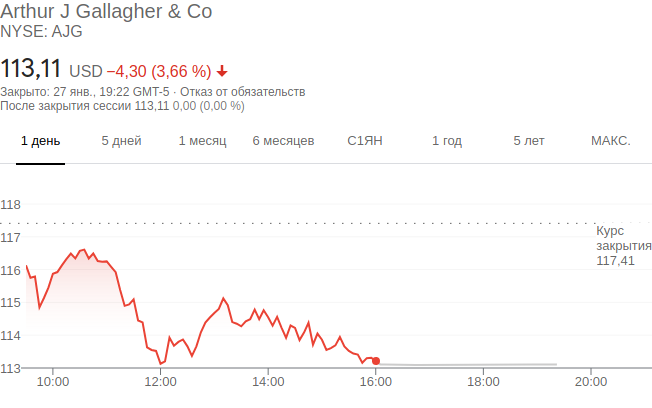 Arthur J Gallagher & Co
NYSE: AJG
113,11 USD −4,30 (3,66 %)
Закрыто: 27 янв., 19:22 GMT-5 · Отказ от обязательств
После закрытия сессии 113,11 0,00 (0,00 %)
1 день 5 дней 1 месяц 6 месяцев С1ЯН 1 год 5 лет МАКС.
118
117
116
115
114
113
Курс
закрытия
117,41
10:00 12:00 14:00 16:00 18:00 20:00